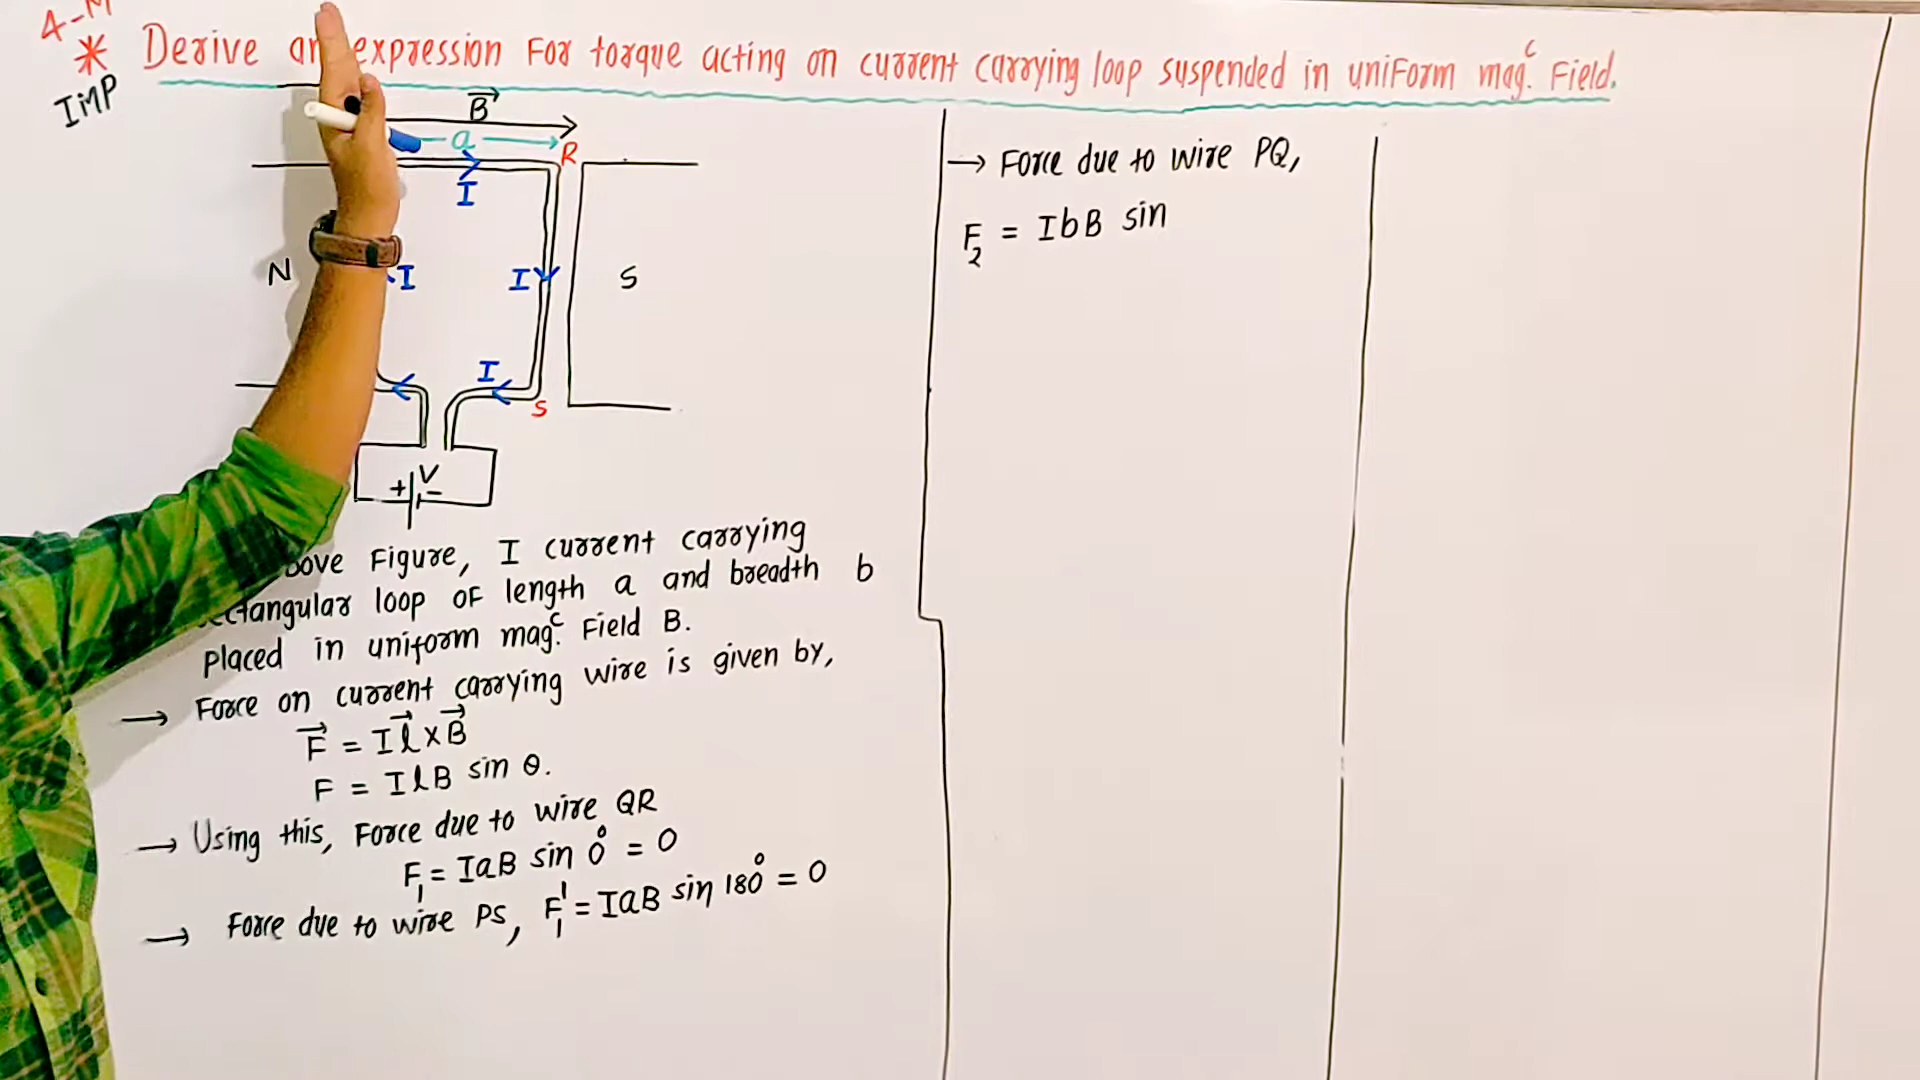 4-M
* Derive an expression For torque acting on current carrying loop suspended in uniForm mag.c Field.
IMP
B
a
R
I
N
I
I
S
I
S
V
+ -
Figure, I current carrying
loop OF length a and breadth b
placed in uniform mag.c Field B.
→ Force on current carrying wire is given by,
F = I l × B
F = I l B sin θ.
→ Using this, Force due to wire QR
F₁ = IaB sin 0° = 0
→ Force due to wire PS, F₁' = IaB sin 180° = 0
→ Force due to wire PQ,
F₂ = IbB sin